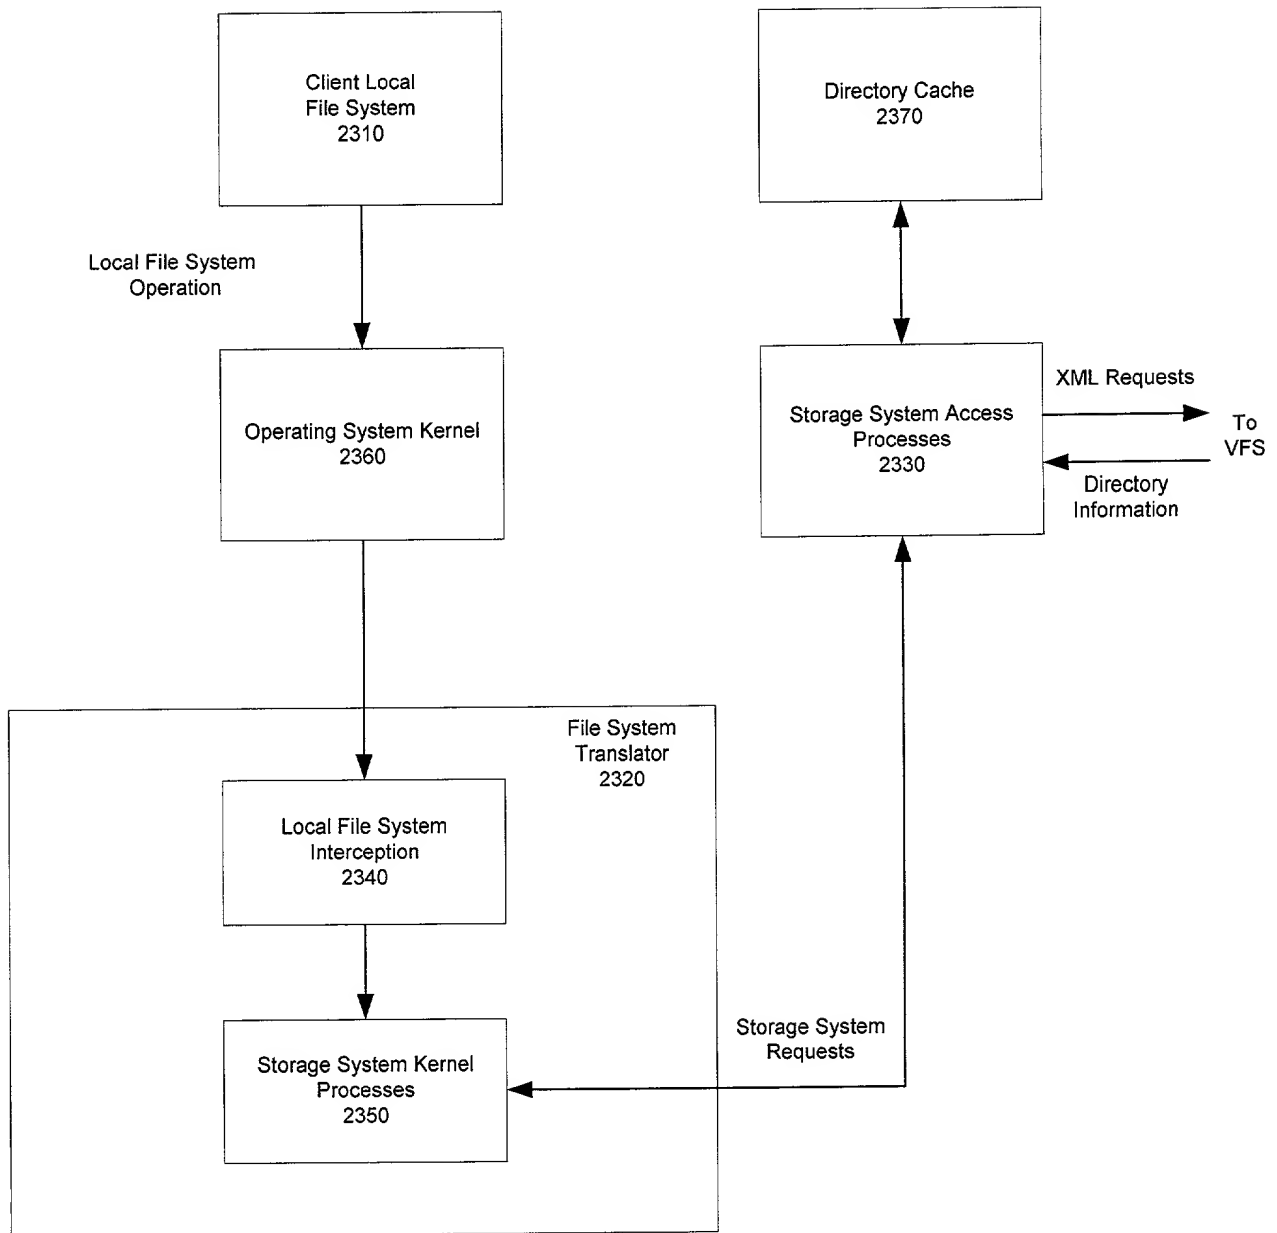 Client Local
File System
2310
Directory Cache
2370
Local File System
Operation
Operating System Kernel
2360
Storage System Access
Processes
2330
XML Requests
To
VFS
Directory
Information
File System
Translator
2320
Local File System
Interception
2340
Storage System Kernel
Processes
2350
Storage System
Requests